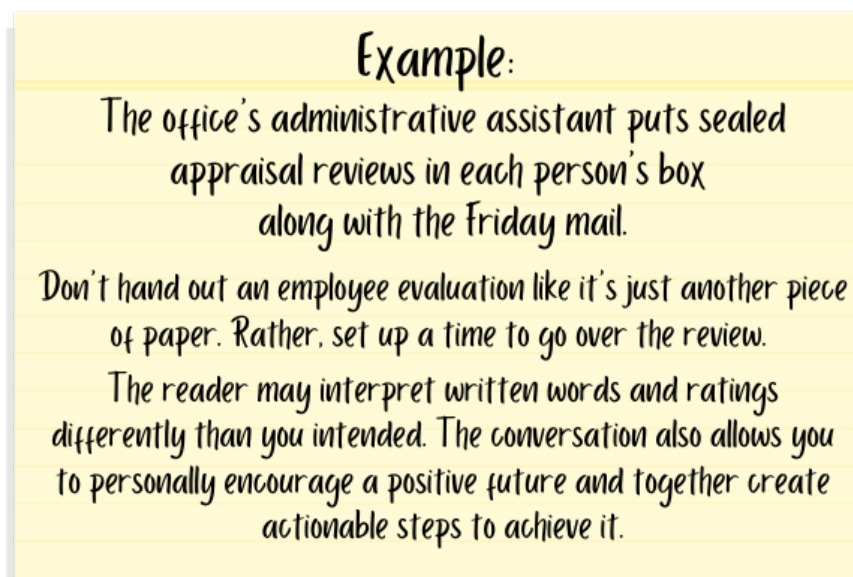 Example:
The office's administrative assistant puts sealed
appraisal reviews in each person's box
along with the Friday mail.
Don't hand out an employee evaluation like it's just another piece
of paper. Rather, set up a time to go over the review.
The reader may interpret written words and ratings
differently than you intended. The conversation also allows you
to personally encourage a positive future and together create
actionable steps to achieve it.